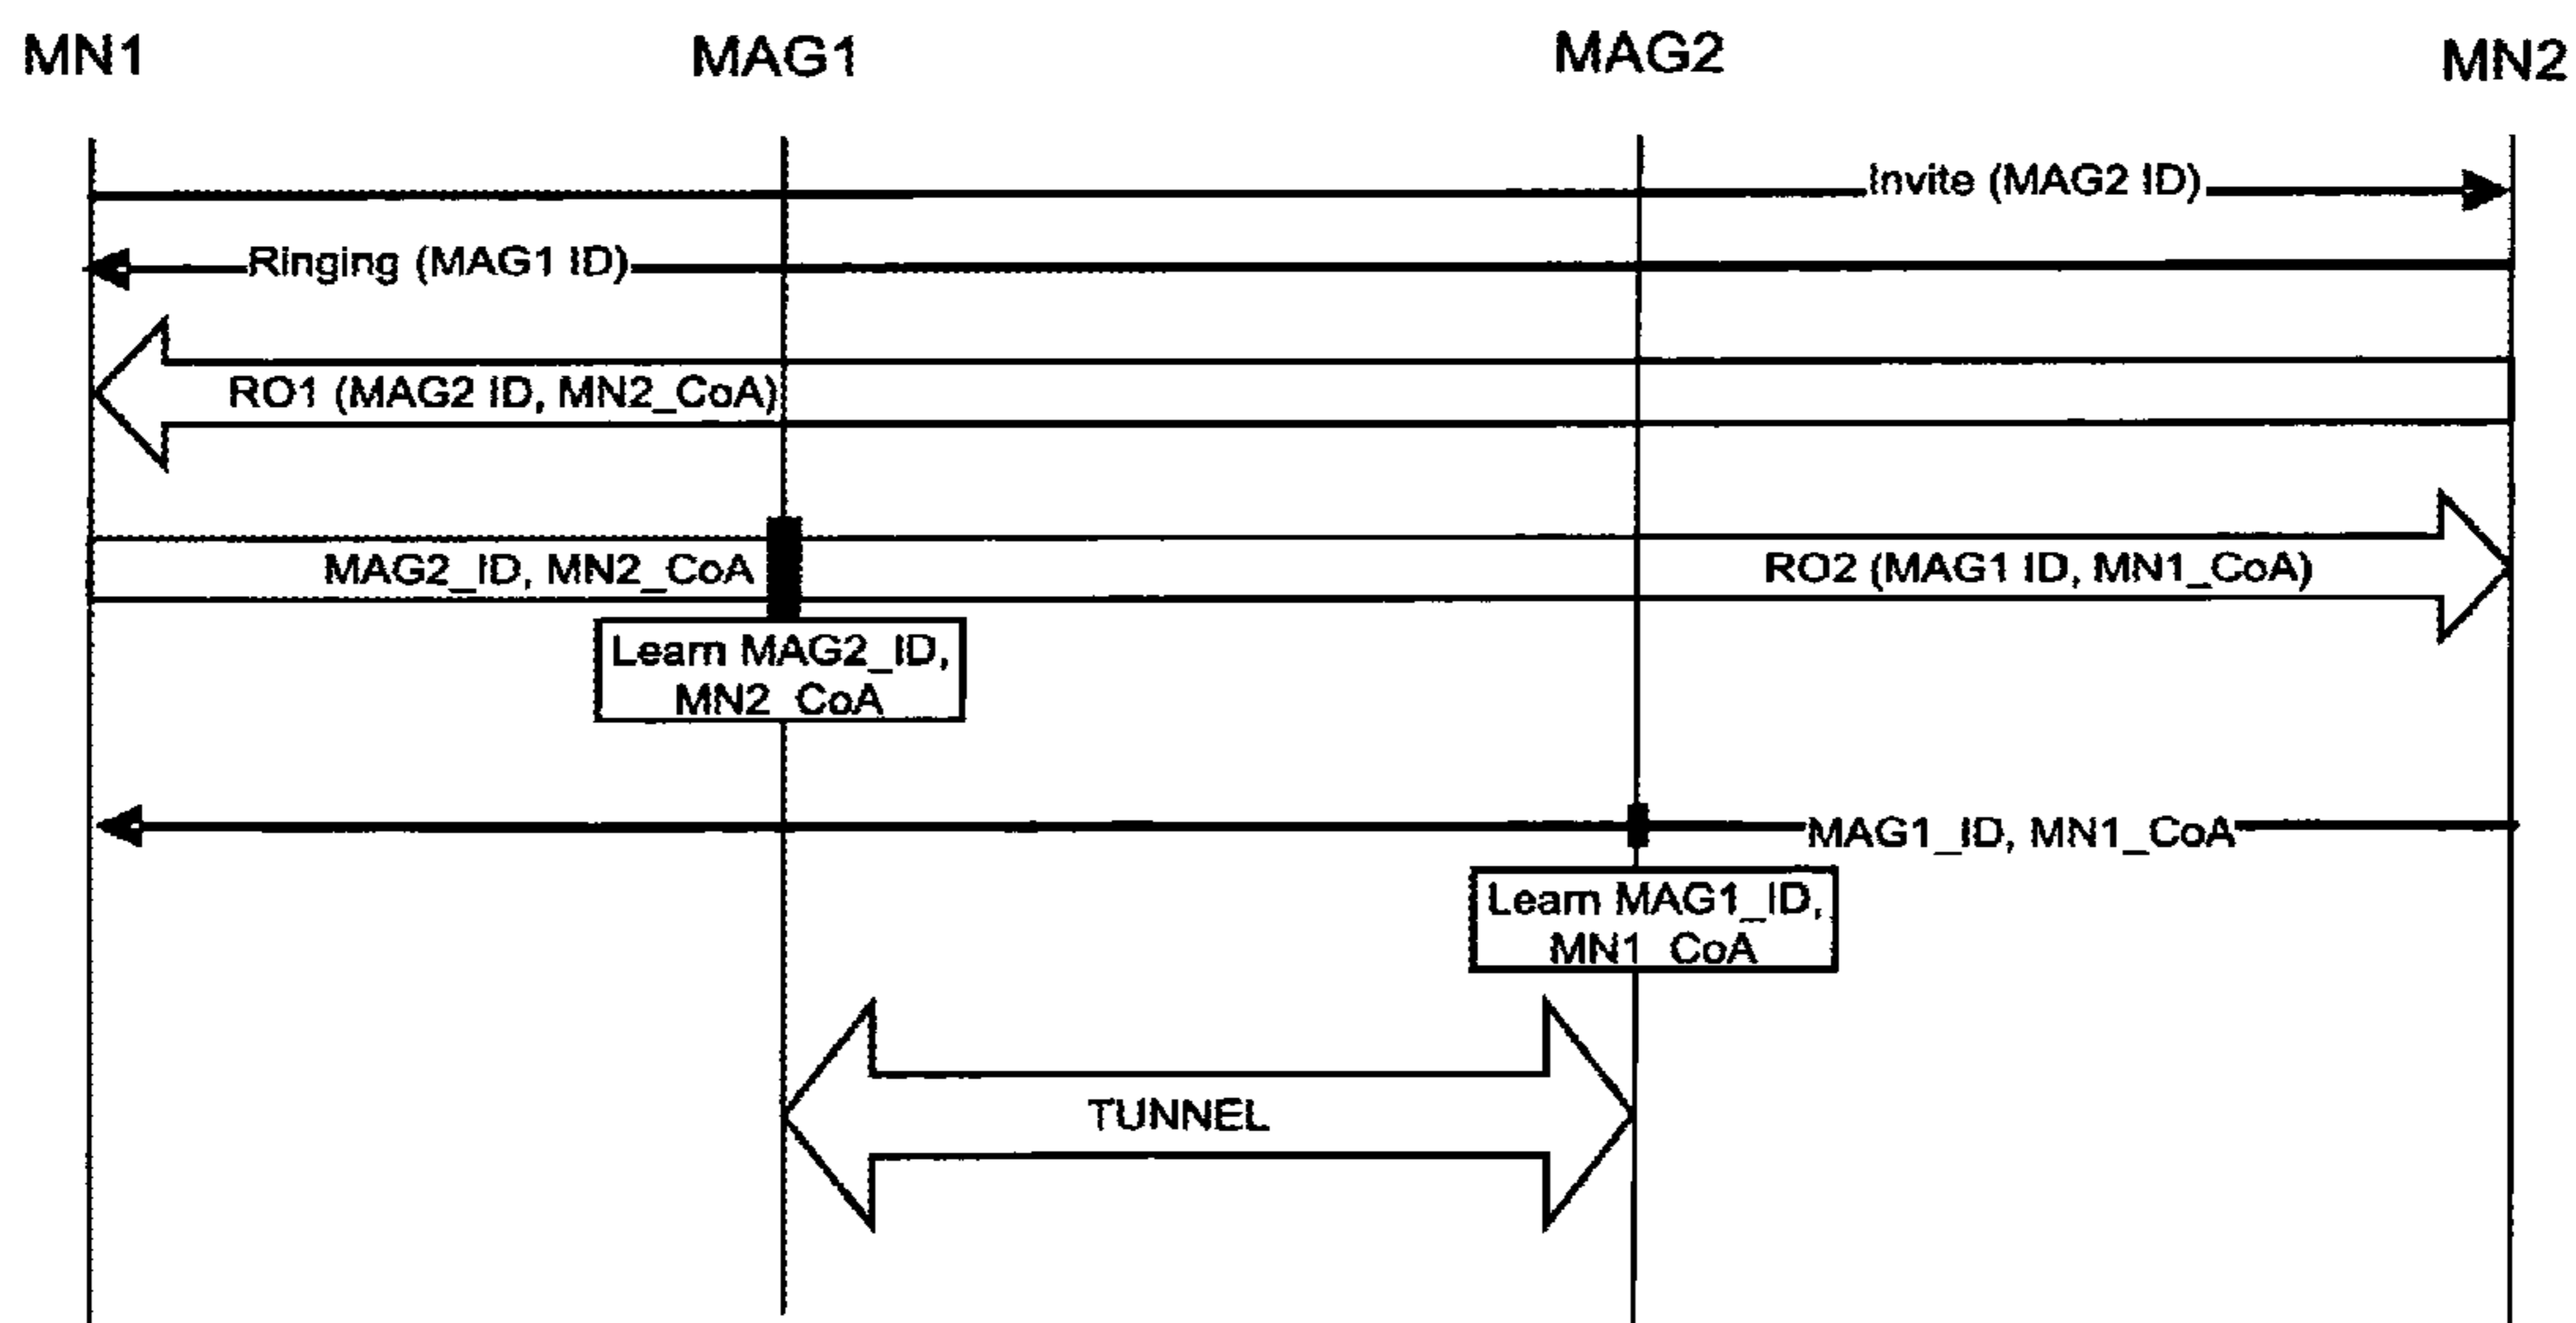 MN1 MAG1 MAG2 MN2
Invite (MAG2 ID)
Ringing (MAG1 ID)
RO1 (MAG2 ID, MN2_CoA)
MAG2_ID, MN2_CoA RO2 (MAG1 ID, MN1_CoA)
Learn MAG2_ID,
MN2_CoA
MAG1_ID, MN1_CoA
Learn MAG1_ID,
MN1_CoA
TUNNEL